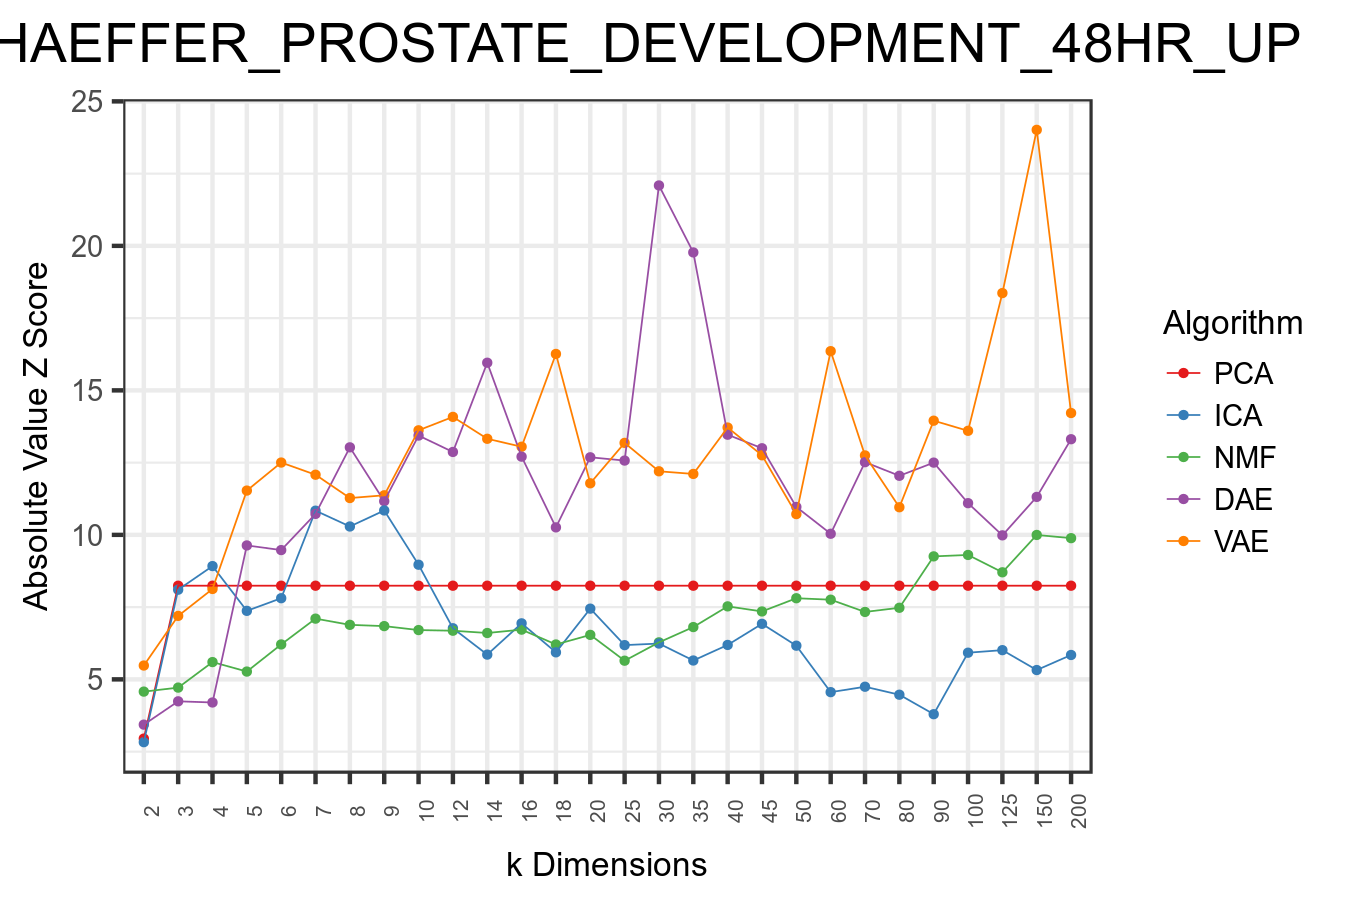 HAEFFER_PROSTATE_DEVELOPMENT_48HR_UP
Absolute Value Z Score
25
20
15
10
5
2 3 4 5 6 7 8 9 10 12 14 16 18 20 25 30 35 40 45 50 60 70 80 90 100 125 150 200
k Dimensions
Algorithm
PCA
ICA
NMF
DAE
VAE